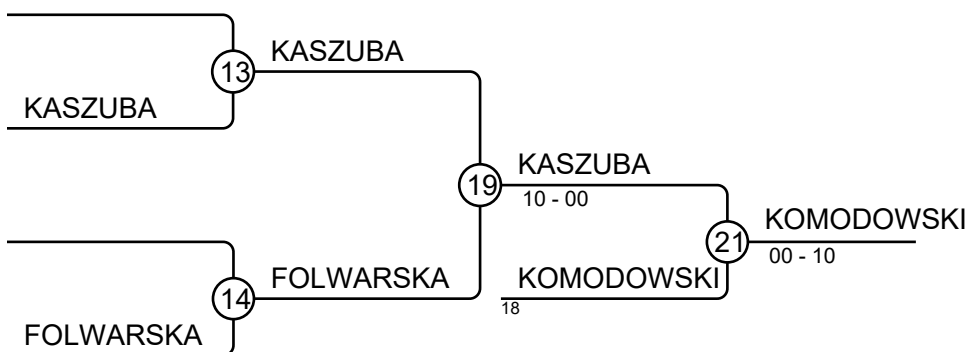 13
KASZUBA
KASZUBA
19
KASZUBA
10 - 00
21
KOMODOWSKI
00 - 10
KOMODOWSKI
18
14
FOLWARSKA
FOLWARSKA